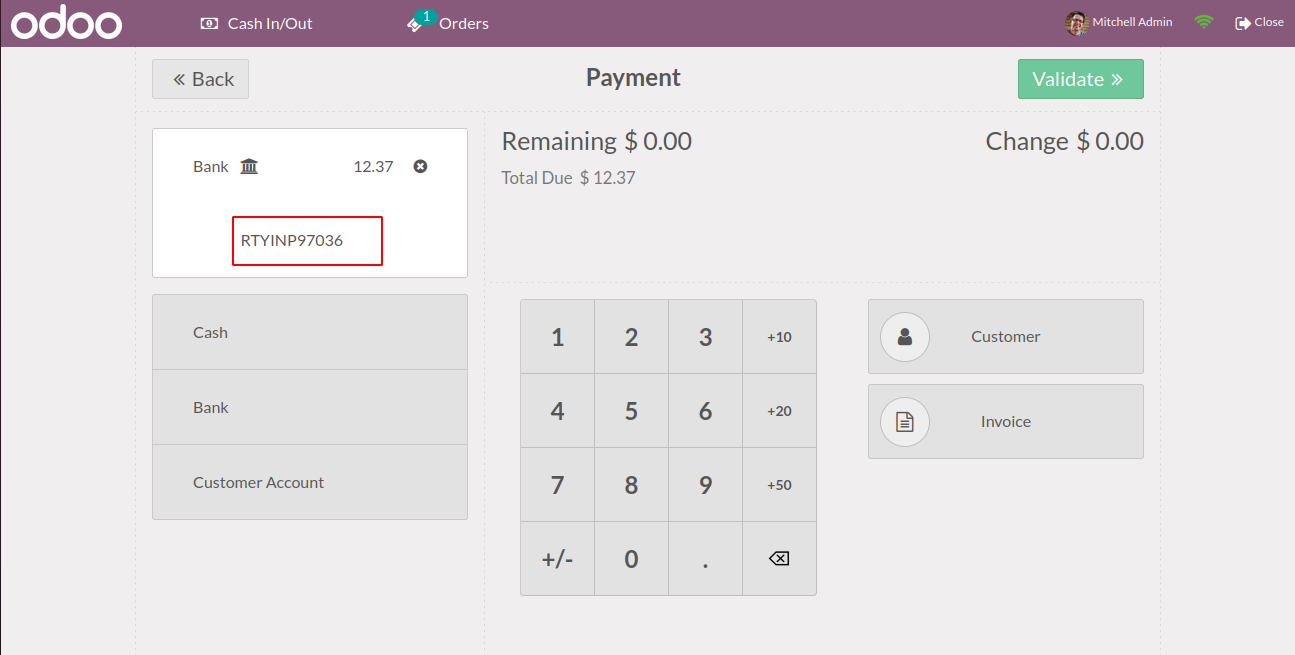 odoo Cash In/Out 1 Orders Mitchell Admin Close
Back Payment Validate
Bank 12.37
RTYINP97036
Cash
Bank
Customer Account
Remaining $ 0.00 Change $ 0.00
Total Due $ 12.37
1 2 3 +10
4 5 6 +20
7 8 9 +50
+/- 0 .
Customer
Invoice